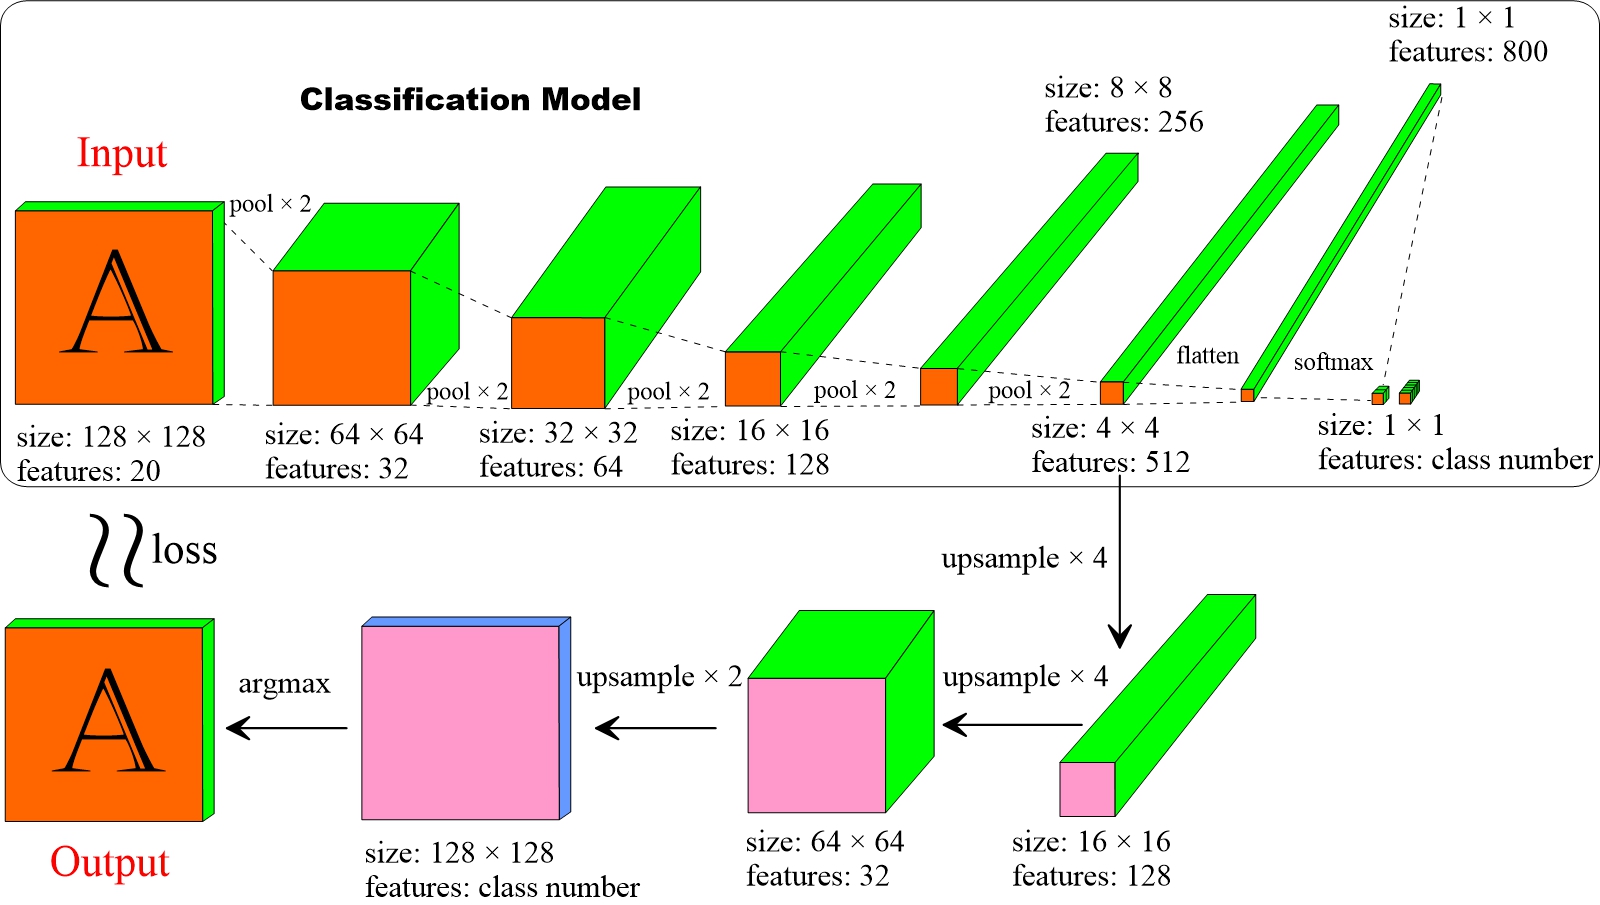 size: 1 × 1
features: 800
Classification Model
size: 8 × 8
features: 256
Input
pool × 2
A
flatten
softmax
pool × 2
pool × 2
pool × 2
pool × 2
size: 128 × 128
features: 20
size: 64 × 64
features: 32
size: 32 × 32
features: 64
size: 16 × 16
features: 128
size: 4 × 4
features: 512
size: 1 × 1
features: class number
loss
upsample × 4
argmax
upsample × 2
upsample × 4
A
Output
size: 128 × 128
features: class number
size: 64 × 64
features: 32
size: 16 × 16
features: 128